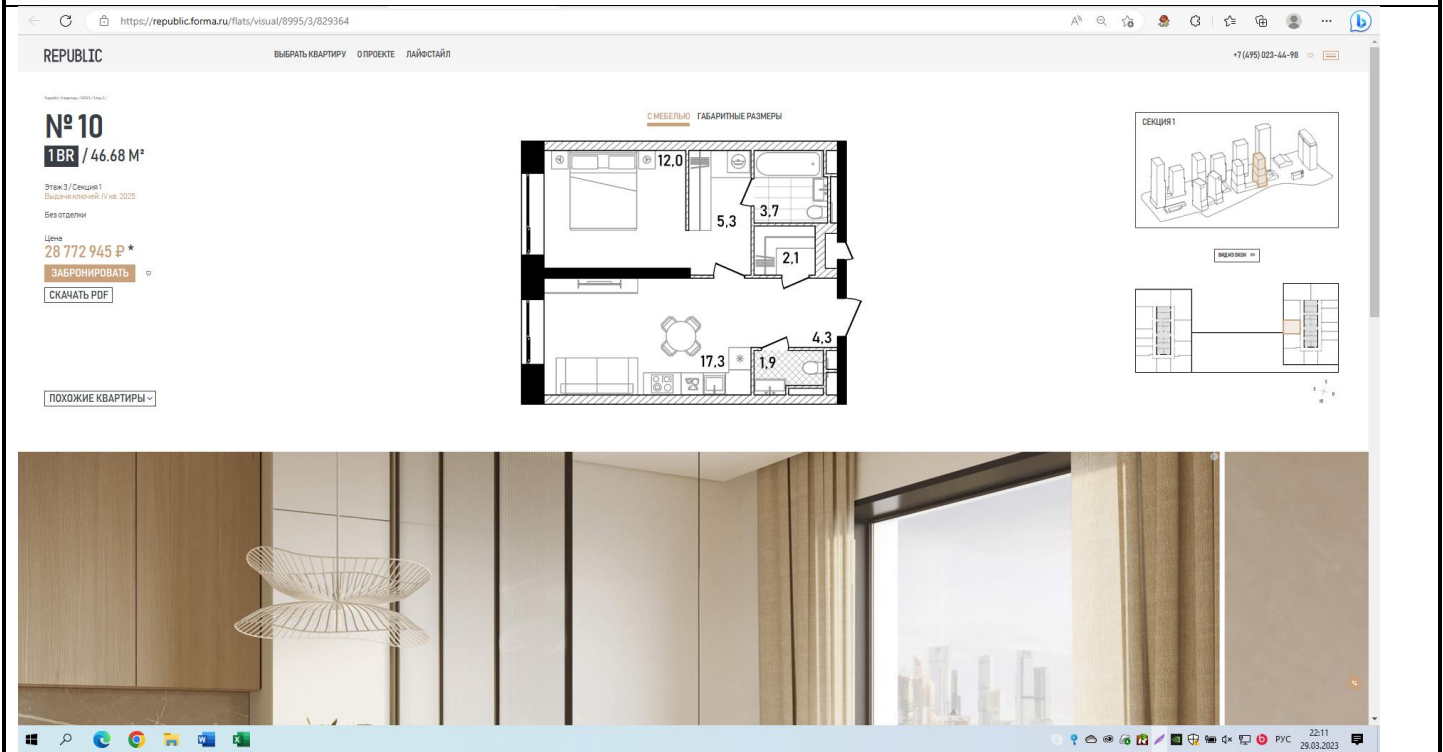 https://republic.forma.ru/flats/visual/8995/3/829364
REPUBLIC
ВЫБРАТЬ КВАРТИРУ О ПРОЕКТЕ ЛАЙФСТАЙЛ
+7 (495) 023-44-98
№ 10
1 BR / 46.68 М²
Этаж 3 / Секция 1
Выдача ключей: IV кв. 2025
Без отделки
Цена
28 772 945 ₽ *
ЗАБРОНИРОВАТЬ
СКАЧАТЬ PDF
ПОХОЖИЕ КВАРТИРЫ
С МЕБЕЛЬЮ ГАБАРИТНЫЕ РАЗМЕРЫ
12,0
5,3
3,7
2,1
4,3
17,3
1,9
СЕКЦИЯ 1
ВИД ИЗ ОКОН
РУС
22:11
29.03.2023